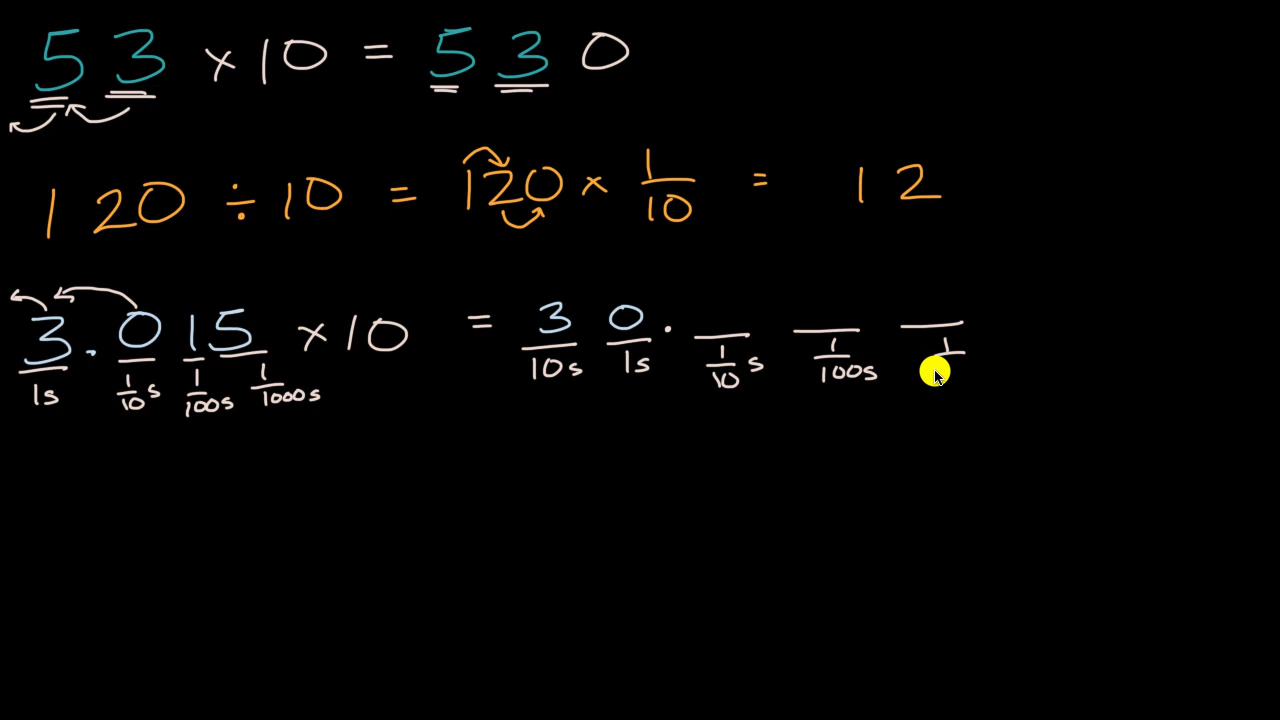 53 × 10 = 530
120 ÷ 10 = 120 × 1/10 = 12
3.015 × 10 = 30.
1s 1/10s 1/100s 1/1000s 10s 1s 1/10s 1/100s 1